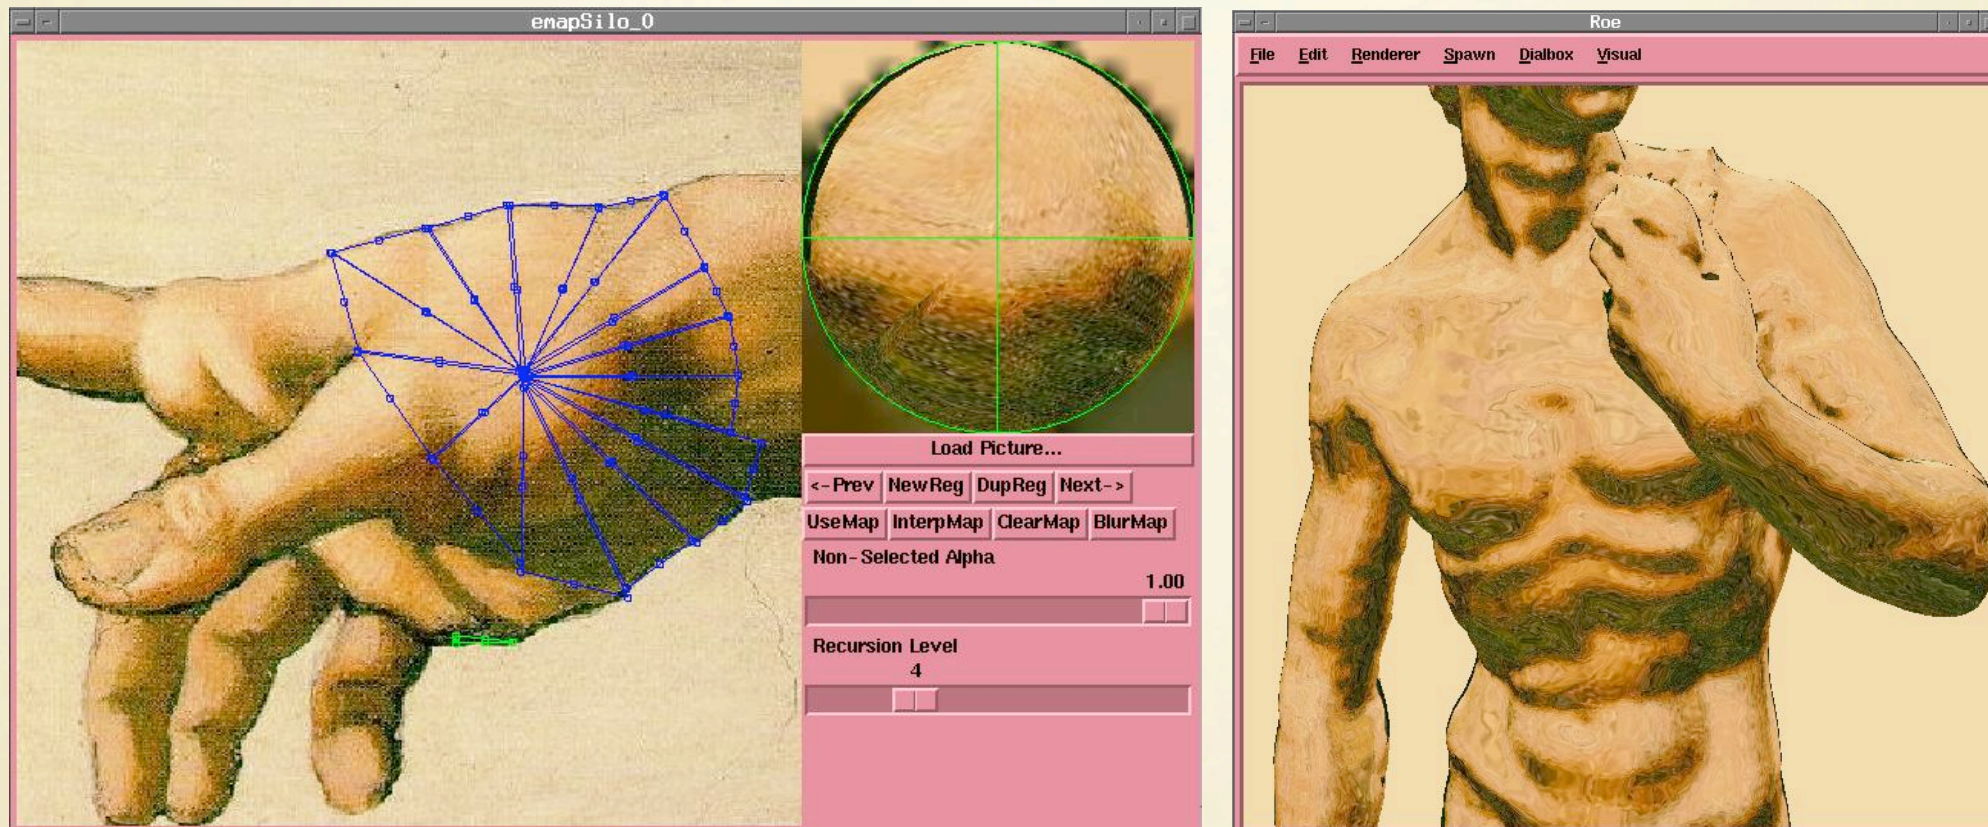 emapSilo_0
Load Picture...
<-Prev NewReg DupReg Next->
UseMap InterpMap ClearMap BlurMap
Non-Selected Alpha
1.00
Recursion Level
4
Roe
File Edit Renderer Spawn Dialbox Visual